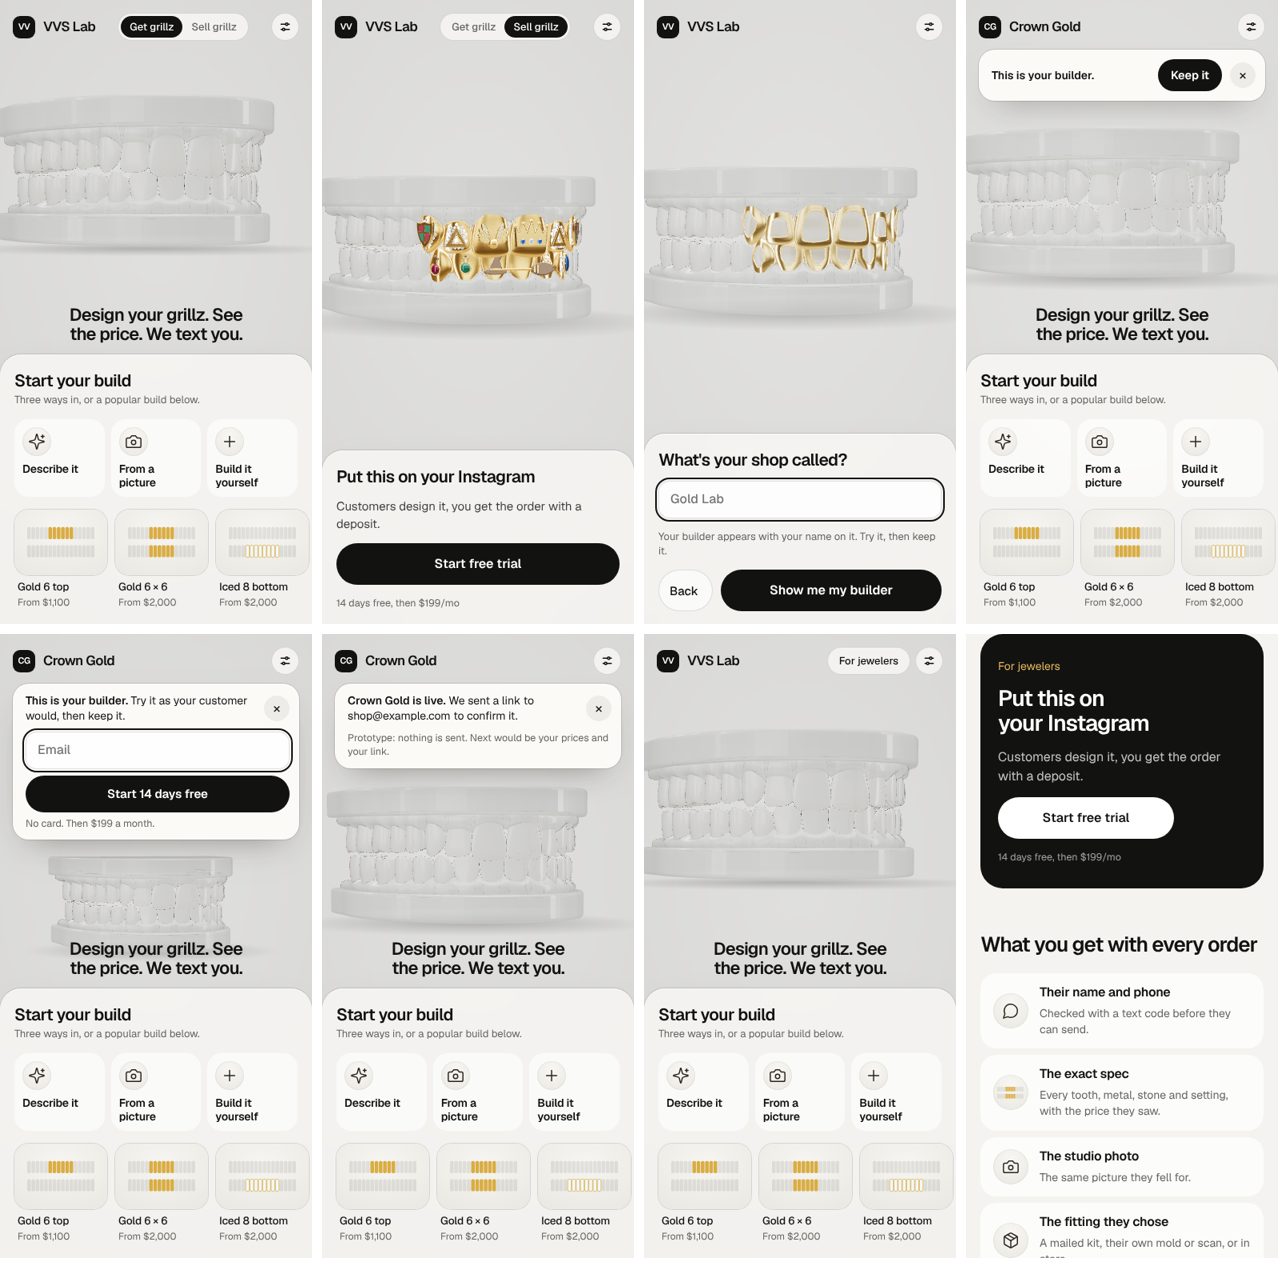 VV VVS Lab Get grillz Sell grillz
Design your grillz. See
the price. We text you.
Start your build
Three ways in, or a popular build below.
Describe it
From a
picture
Build it
yourself
Gold 6 top
From $1,100
Gold 6 × 6
From $2,000
Iced 8 bottom
From $2,000
VV VVS Lab Get grillz Sell grillz
Put this on your Instagram
Customers design it, you get the order with a
deposit.
Start free trial
14 days free, then $199/mo
VV VVS Lab
What's your shop called?
Gold Lab
Your builder appears with your name on it. Try it, then keep
it.
Back
Show me my builder
CG Crown Gold
This is your builder.
Keep it
Design your grillz. See
the price. We text you.
Start your build
Three ways in, or a popular build below.
Describe it
From a
picture
Build it
yourself
Gold 6 top
From $1,100
Gold 6 × 6
From $2,000
Iced 8 bottom
From $2,000
CG Crown Gold
This is your builder. Try it as your customer
would, then keep it.
Email
Start 14 days free
No card. Then $199 a month.
Design your grillz. See
the price. We text you.
Start your build
Three ways in, or a popular build below.
Describe it
From a
picture
Build it
yourself
Gold 6 top
From $1,100
Gold 6 × 6
From $2,000
Iced 8 bottom
From $2,000
CG Crown Gold
Crown Gold is live. We sent a link to
shop@example.com to confirm it.
Prototype: nothing is sent. Next would be your prices and
your link.
Design your grillz. See
the price. We text you.
Start your build
Three ways in, or a popular build below.
Describe it
From a
picture
Build it
yourself
Gold 6 top
From $1,100
Gold 6 × 6
From $2,000
Iced 8 bottom
From $2,000
VV VVS Lab For jewelers
Design your grillz. See
the price. We text you.
Start your build
Three ways in, or a popular build below.
Describe it
From a
picture
Build it
yourself
Gold 6 top
From $1,100
Gold 6 × 6
From $2,000
Iced 8 bottom
From $2,000
For jewelers
Put this on
your Instagram
Customers design it, you get the order
with a deposit.
Start free trial
14 days free, then $199/mo
What you get with every order
Their name and phone
Checked with a text code before they
can send.
The exact spec
Every tooth, metal, stone and setting,
with the price they saw.
The studio photo
The same picture they fell for.
The fitting they chose
A mailed kit, their own mold or scan, or in